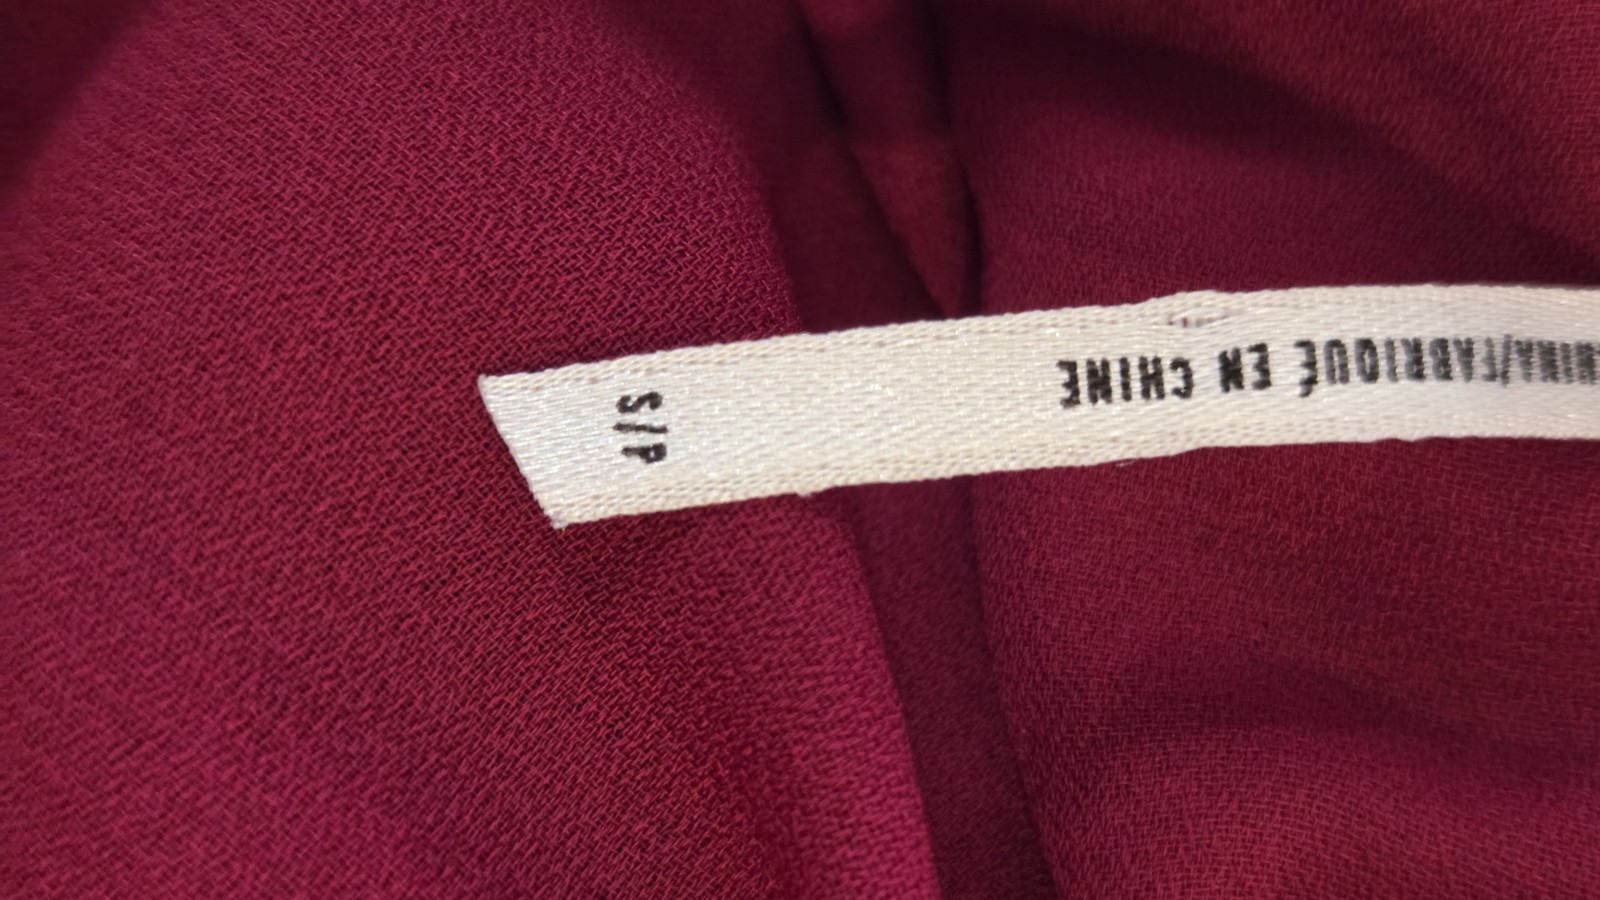 HINA/FABRIQUÉ EN CHINE
S/P